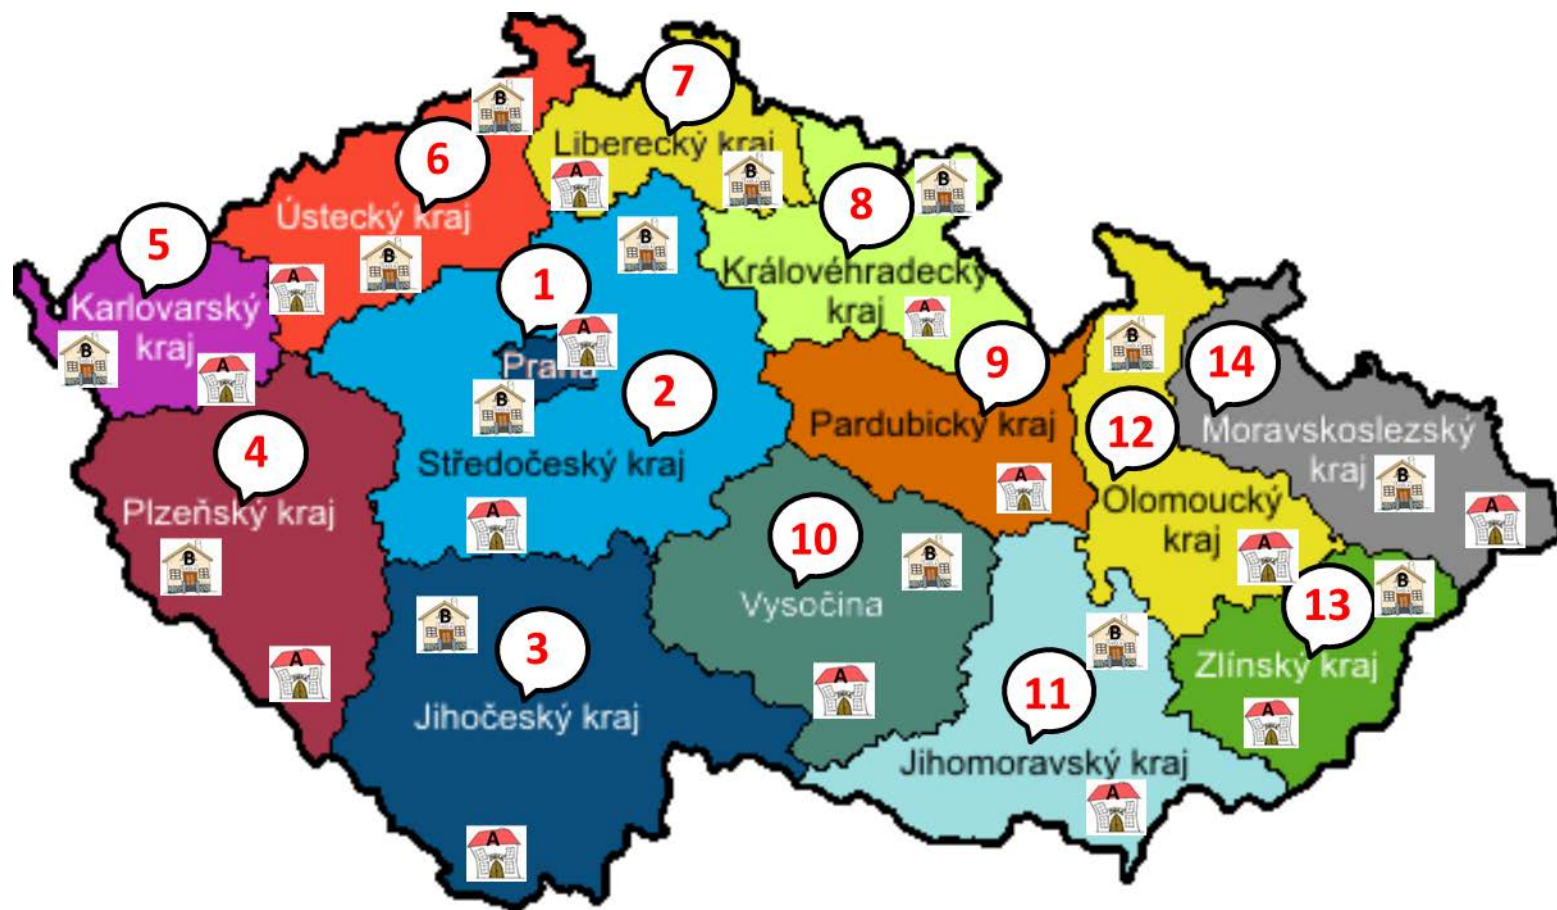 B
7
6
Liberecký kraj
A
B
B
8
Ústecký kraj
5
B
B
1
Královéhradecký
kraj
A
Karlovarský
kraj
A
A
B
B
A
9
14
Praha
2
B
Pardubický kraj
12
Moravskoslezský
kraj
4
Středočeský kraj
B
A
Olomoucký
kraj
A
Plzeňský kraj
A
10
A
B
B
B
Vysočina
13
B
B
3
A
Zlínský kraj
A
11
A
Jihočeský kraj
Jihomoravský kraj
A
A